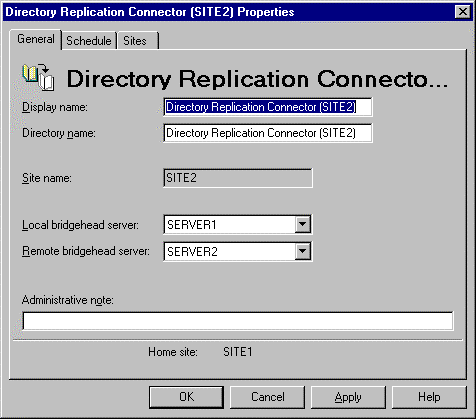 Directory Replication Connector (SITE2) Properties
General Schedule Sites
Directory Replication Connecto...
Display name: Directory Replication Connector (SITE2)
Directory name: Directory Replication Connector (SITE2)
Site name: SITE2
Local bridgehead server: SERVER1
Remote bridgehead server: SERVER2
Administrative note:
Home site: SITE1
OK Cancel Apply Help